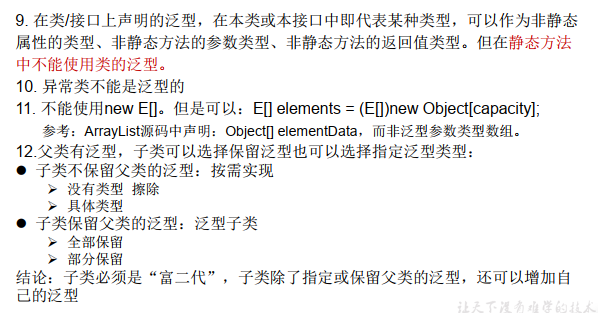 9. 在类/接口上声明的泛型，在本类或本接口中即代表某种类型，可以作为非静态
属性的类型、非静态方法的参数类型、非静态方法的返回值类型。但在静态方法
中不能使用类的泛型。
10. 异常类不能是泛型的
11. 不能使用new E[]。但是可以：E[] elements = (E[])new Object[capacity];
参考：ArrayList源码中声明：Object[] elementData，而非泛型参数类型数组。
12.父类有泛型，子类可以选择保留泛型也可以选择指定泛型类型：
● 子类不保留父类的泛型：按需实现
➢ 没有类型 擦除
➢ 具体类型
● 子类保留父类的泛型：泛型子类
➢ 全部保留
➢ 部分保留
结论：子类必须是“富二代”，子类除了指定或保留父类的泛型，还可以增加自
己的泛型
让天下没有难学的技术